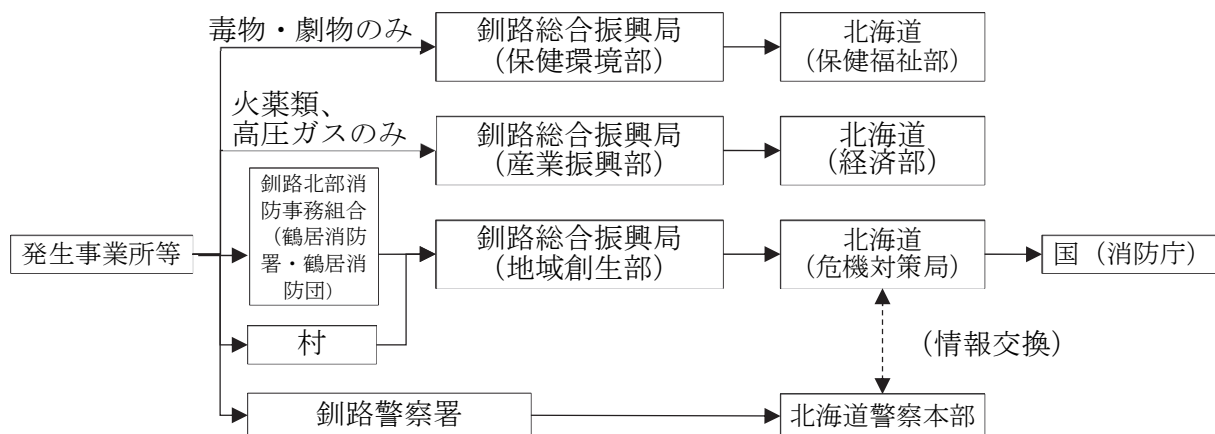 毒物・劇物のみ
釧路総合振興局
（保健環境部）
北海道
（保健福祉部）
火薬類、
高圧ガスのみ
釧路総合振興局
（産業振興部）
北海道
（経済部）
発生事業所等
釧路北部消
防事務組合
（鶴居消防
署・鶴居消
防団）
釧路総合振興局
（地域創生部）
北海道
（危機対策局）
国（消防庁）
村
（情報交換）
釧路警察署
北海道警察本部